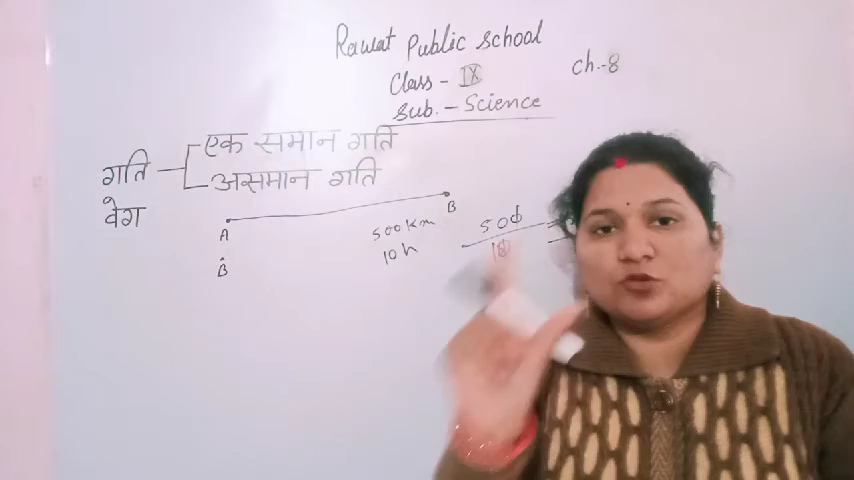 Rawat Public School
Class - IX
Ch.-8
Sub. - Science
गति
एक समान गति
असमान गति
वेग
A
B
500 km
10 h
500
10
B